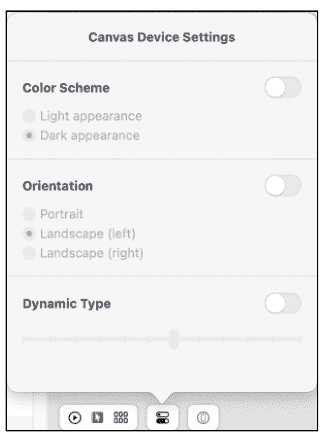 Canvas Device Settings
Color Scheme
Light appearance
Dark appearance
Orientation
Portrait
Landscape (left)
Landscape (right)
Dynamic Type